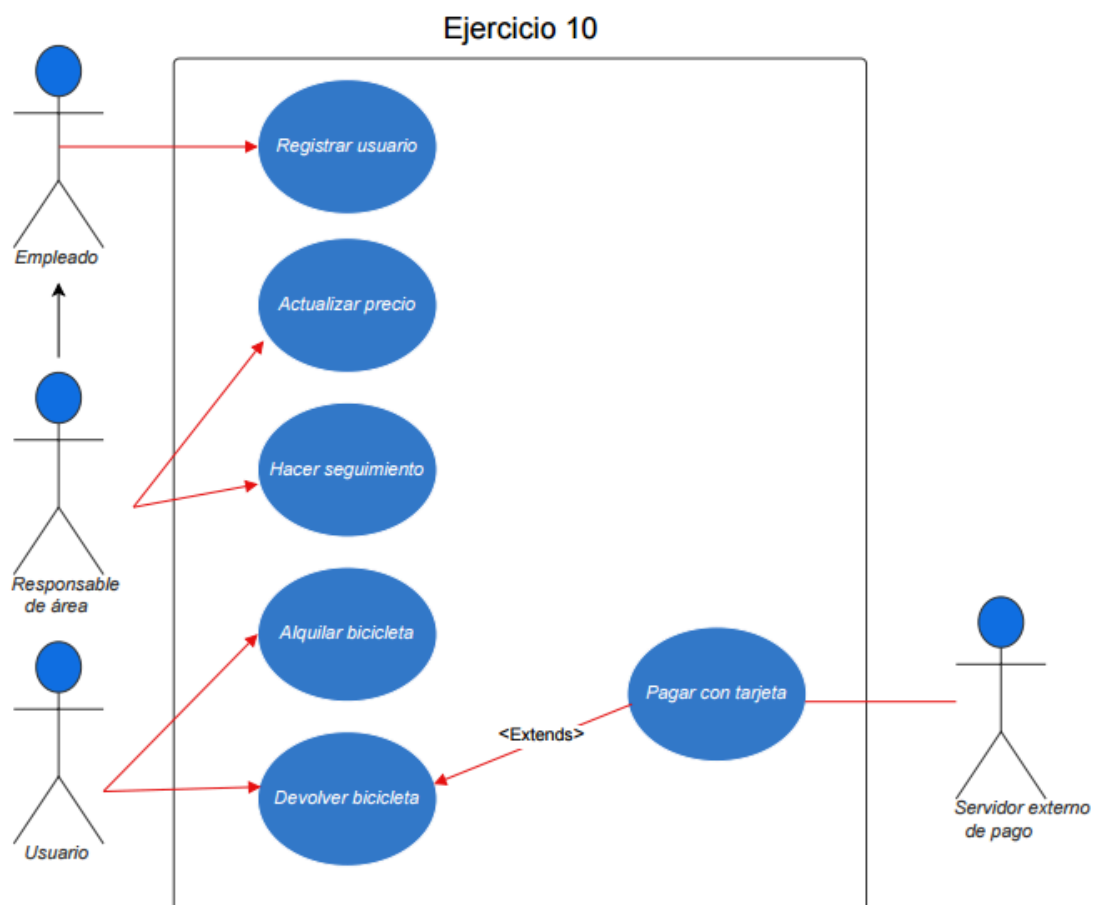 Ejercicio 10
Registrar usuario
Empleado
Actualizar precio
Hacer seguimiento
Responsable
de área
Alquilar bicicleta
Pagar con tarjeta
<Extends>
Devolver bicicleta
Servidor externo
de pago
Usuario